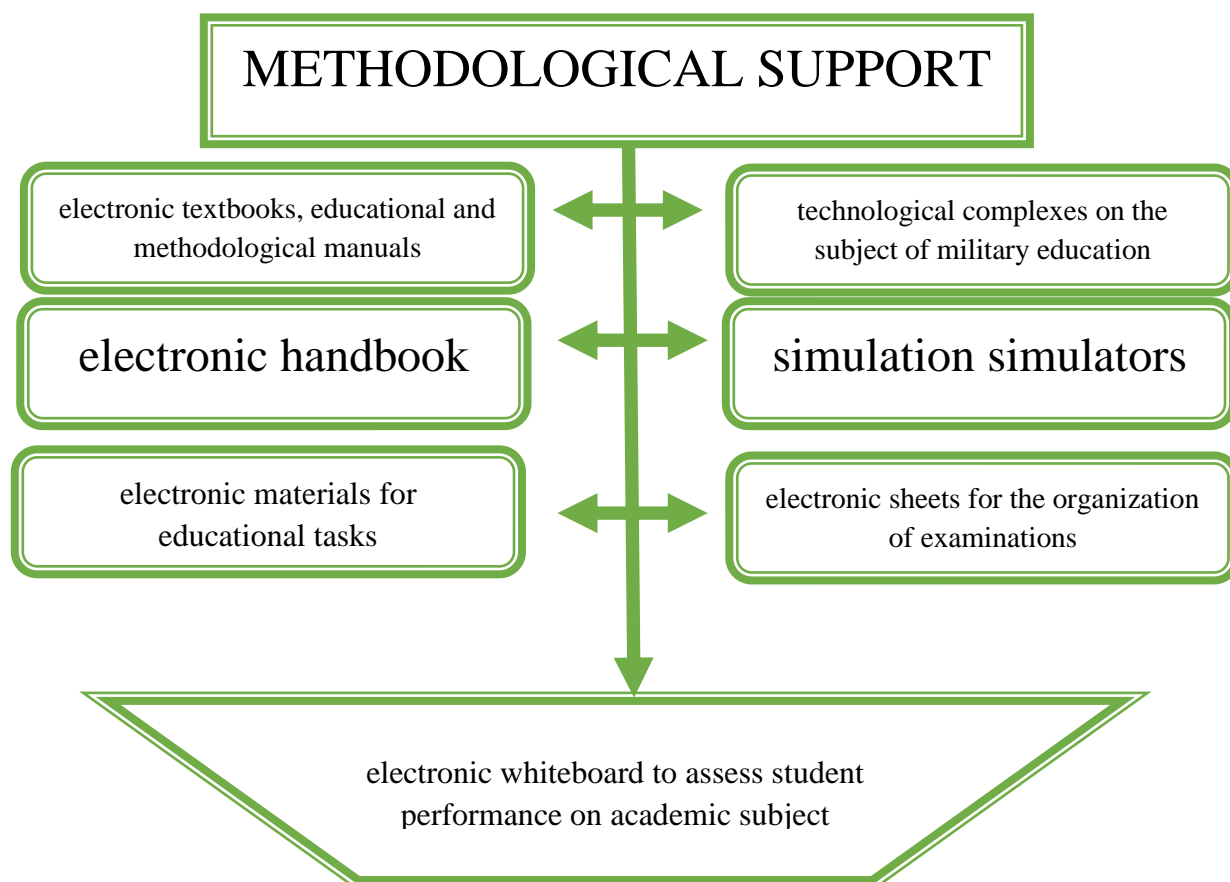 METHODOLOGICAL SUPPORT
electronic textbooks, educational and
methodological manuals
technological complexes on the
subject of military education
electronic handbook
simulation simulators
electronic materials for
educational tasks
electronic sheets for the organization
of examinations
electronic whiteboard to assess student
performance on academic subject